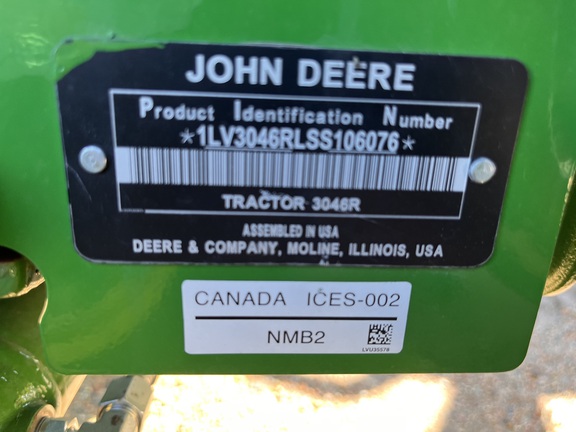 JOHN DEERE
Product Identification Number
*1LV3046RLSS106076*
TRACTOR 3046R
ASSEMBLED IN USA
DEERE & COMPANY, MOLINE, ILLINOIS, USA
CANADA ICES-002
NMB2
LVU35578